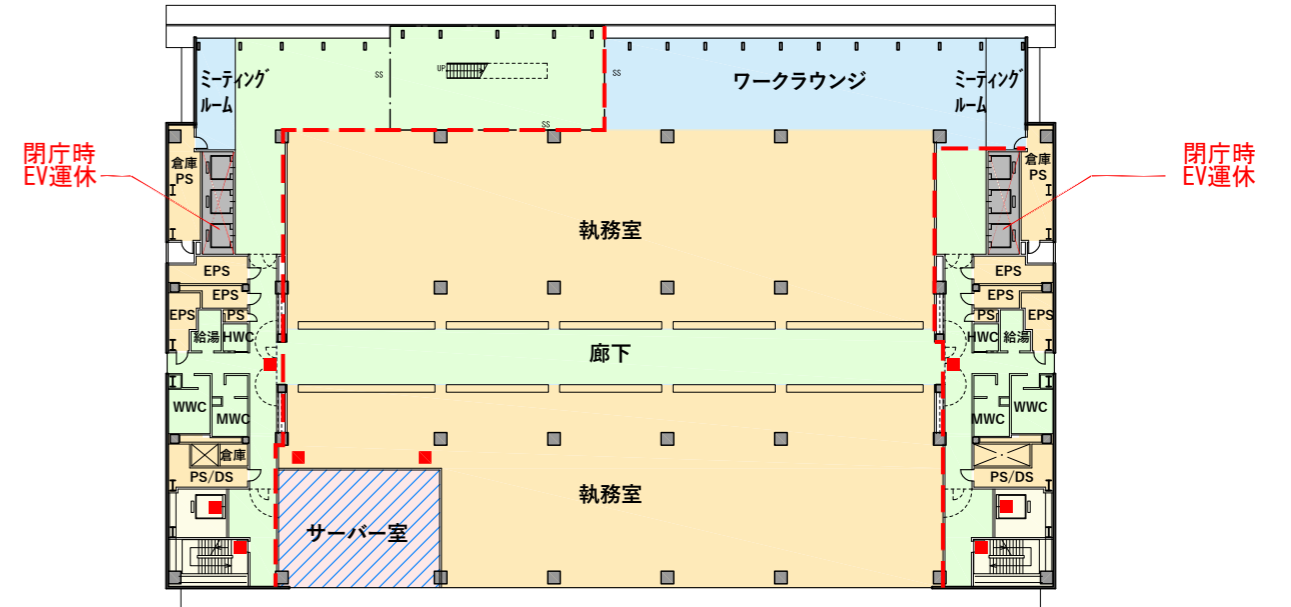 UP
SS
SS
SS
ミーティング
ルーム
ワークラウンジ
ミーティング
ルーム
閉庁時
EV運休
倉庫
PS
倉庫
PS
閉庁時
EV運休
執務室
EPS
EPS
EPS
PS
給湯
HWC
EPS
EPS
PS
EPS
HWC
給湯
廊下
WWC
MWC
MWC
WWC
倉庫
PS/DS
PS/DS
執務室
サーバー室